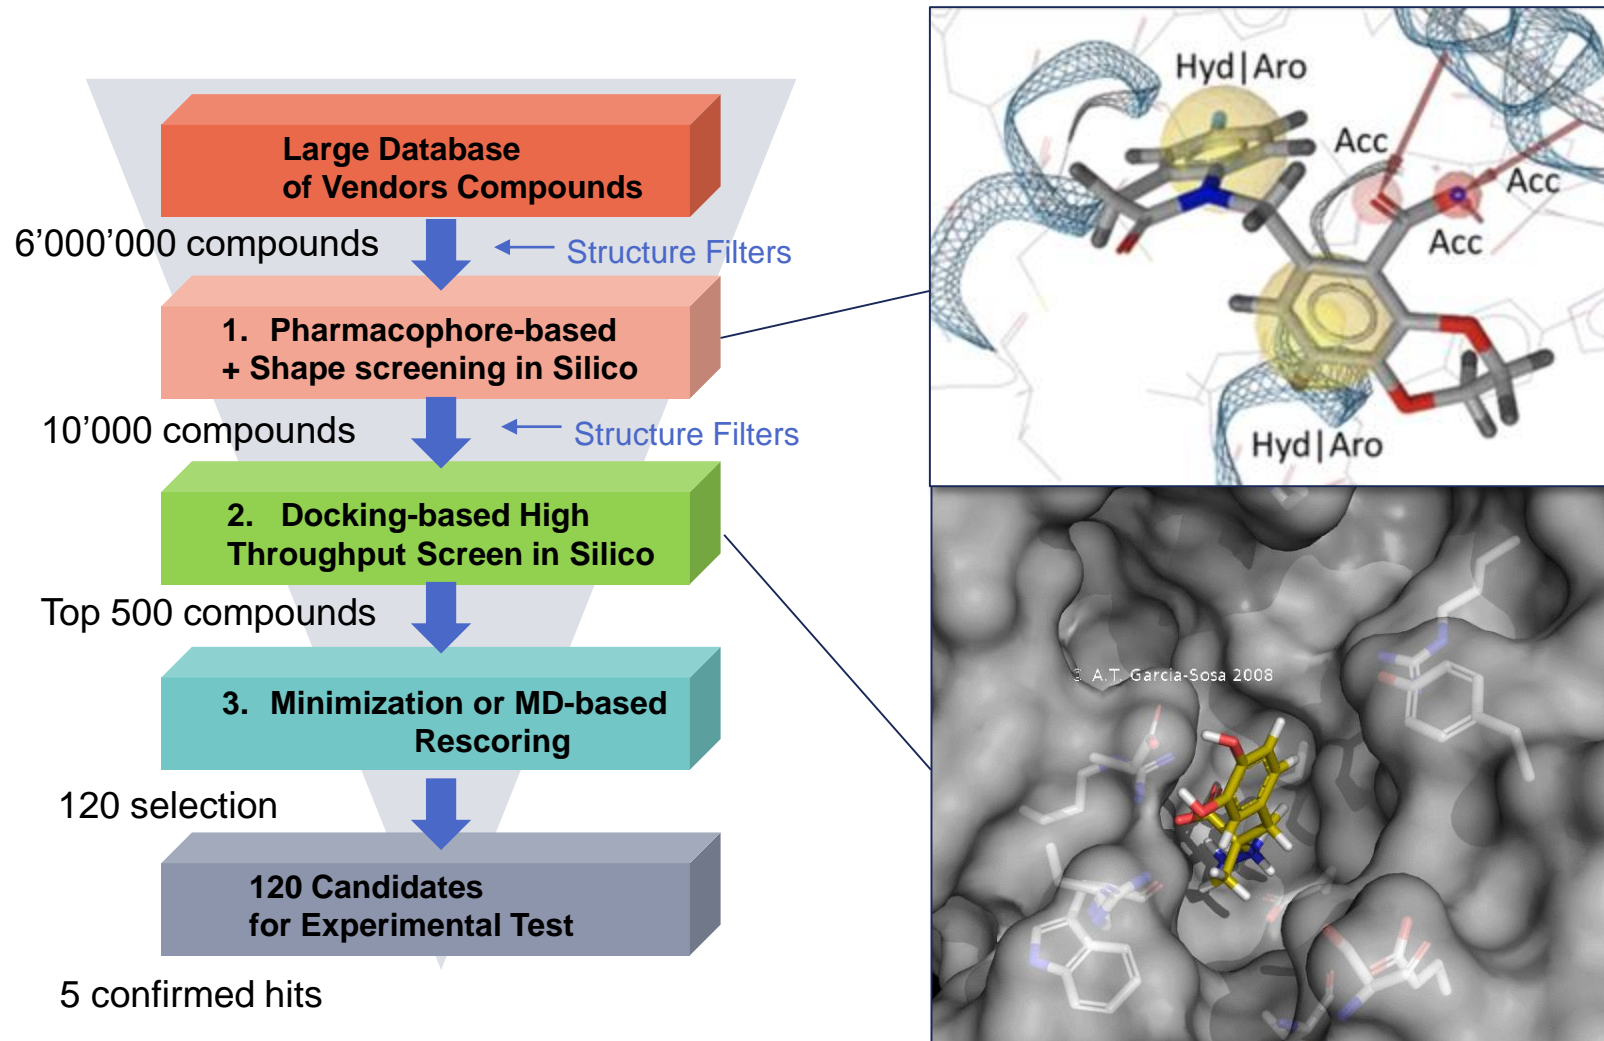 Large Database
of Vendors Compounds
6’000’000 compounds
Structure Filters
1. Pharmacophore-based
+ Shape screening in Silico
10’000 compounds
Structure Filters
2. Docking-based High
Throughput Screen in Silico
Top 500 compounds
3. Minimization or MD-based
Rescoring
120 selection
120 Candidates
for Experimental Test
5 confirmed hits
Hyd|Aro
Acc
Acc
Acc
Hyd|Aro
A.T. Garcia-Sosa 2008